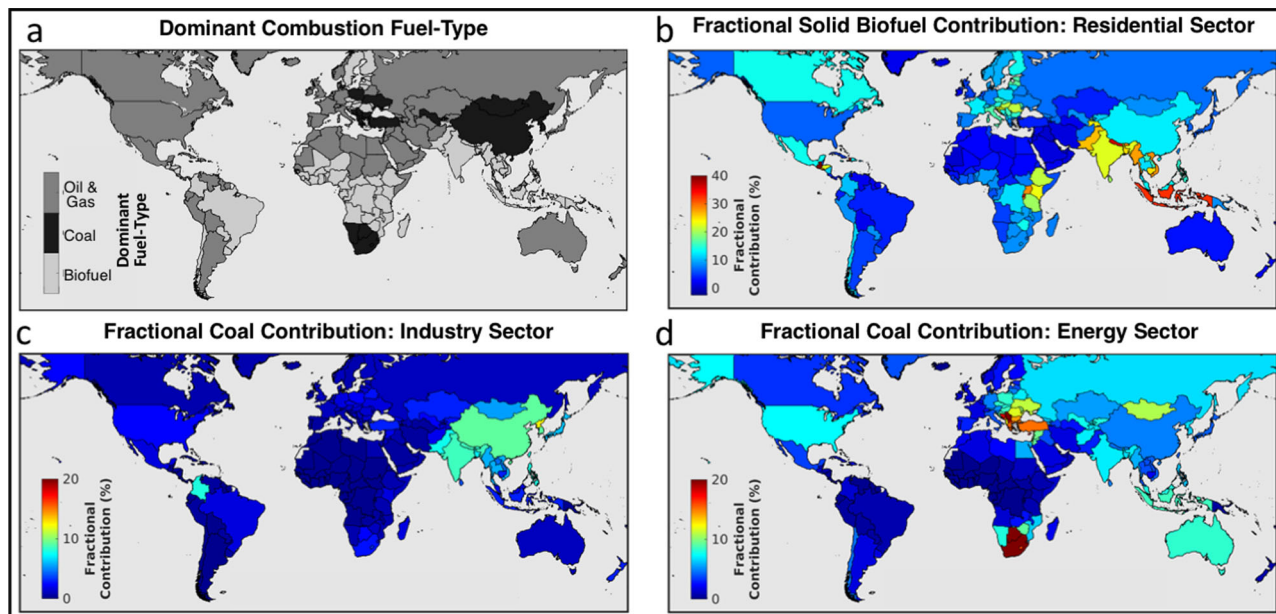 a
Dominant Combustion Fuel-Type
Oil &
Gas
Coal
Biofuel
Dominant
Fuel-Type
b
Fractional Solid Biofuel Contribution: Residential Sector
40
30
20
10
0
Fractional
Contribution (%)
c
Fractional Coal Contribution: Industry Sector
20
10
0
Fractional
Contribution (%)
d
Fractional Coal Contribution: Energy Sector
20
10
0
Fractional
Contribution (%)